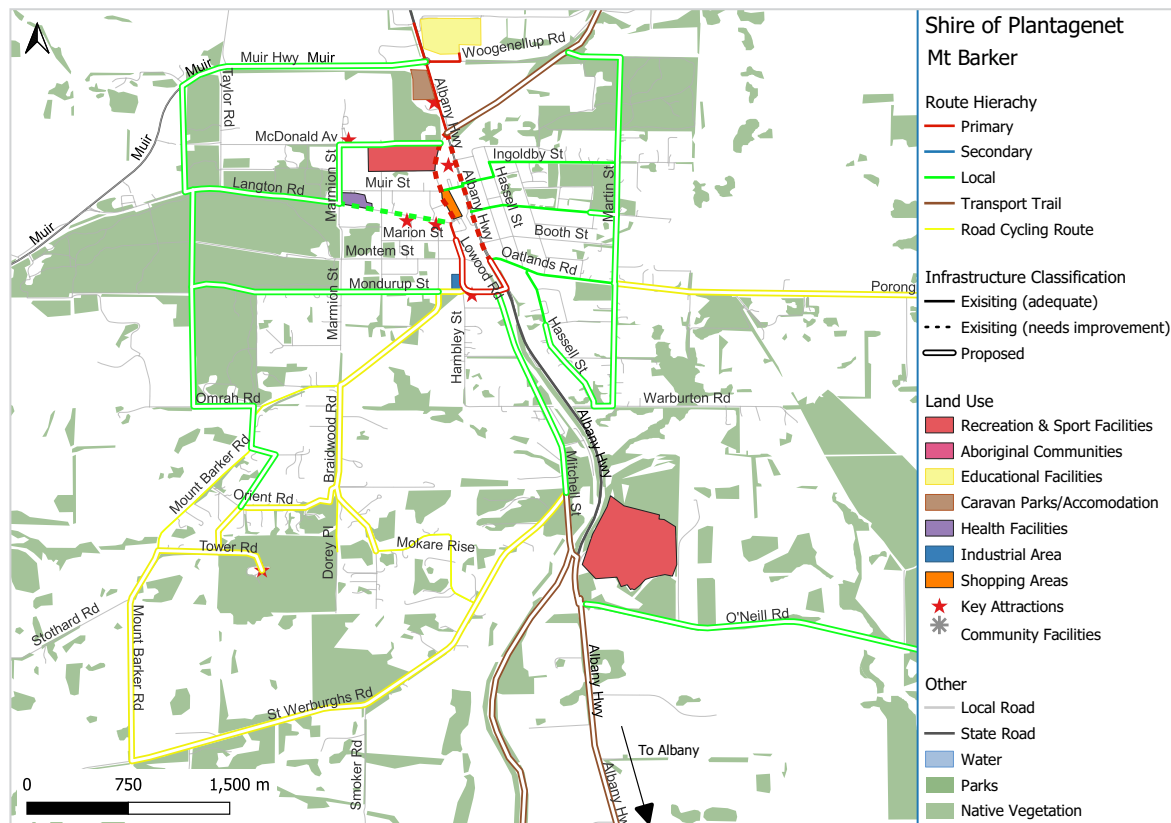 Shire of Plantagenet
Mt Barker
Route Hierachy
Primary
Secondary
Local
Transport Trail
Road Cycling Route
Infrastructure Classification
Exisiting (adequate)
Exisiting (needs improvement)
Proposed
Land Use
Recreation & Sport Facilities
Aboriginal Communities
Educational Facilities
Caravan Parks/Accomodation
Health Facilities
Industrial Area
Shopping Areas
Key Attractions
Community Facilities
Other
Local Road
State Road
Water
Parks
Native Vegetation
Woogenellup Rd
Muir Hwy
Muir
Muir
Taylor Rd
Albany Hwy
Muir
McDonald Av
Ingoldby St
Marmion St
Muir St
Langton Rd
Hassell St
Albany Hwy
Martin St
Muir
Marion St
Booth St
Montem St
Lowood Rd
Oatlands Rd
Mondurup St
Porong
Marmion St
Hambley St
Hassell St
Omrah Rd
Warburton Rd
Braidwood Rd
Albany Hwy
Mount Barker Rd
Mitchell St
Orient Rd
Tower Rd
Dorey Pl
Mokare Rise
Stothard Rd
Mount Barker Rd
O'Neill Rd
Albany Hwy
St Werburghs Rd
Smoker Rd
To Albany
Albany Hw
0 750 1,500 m